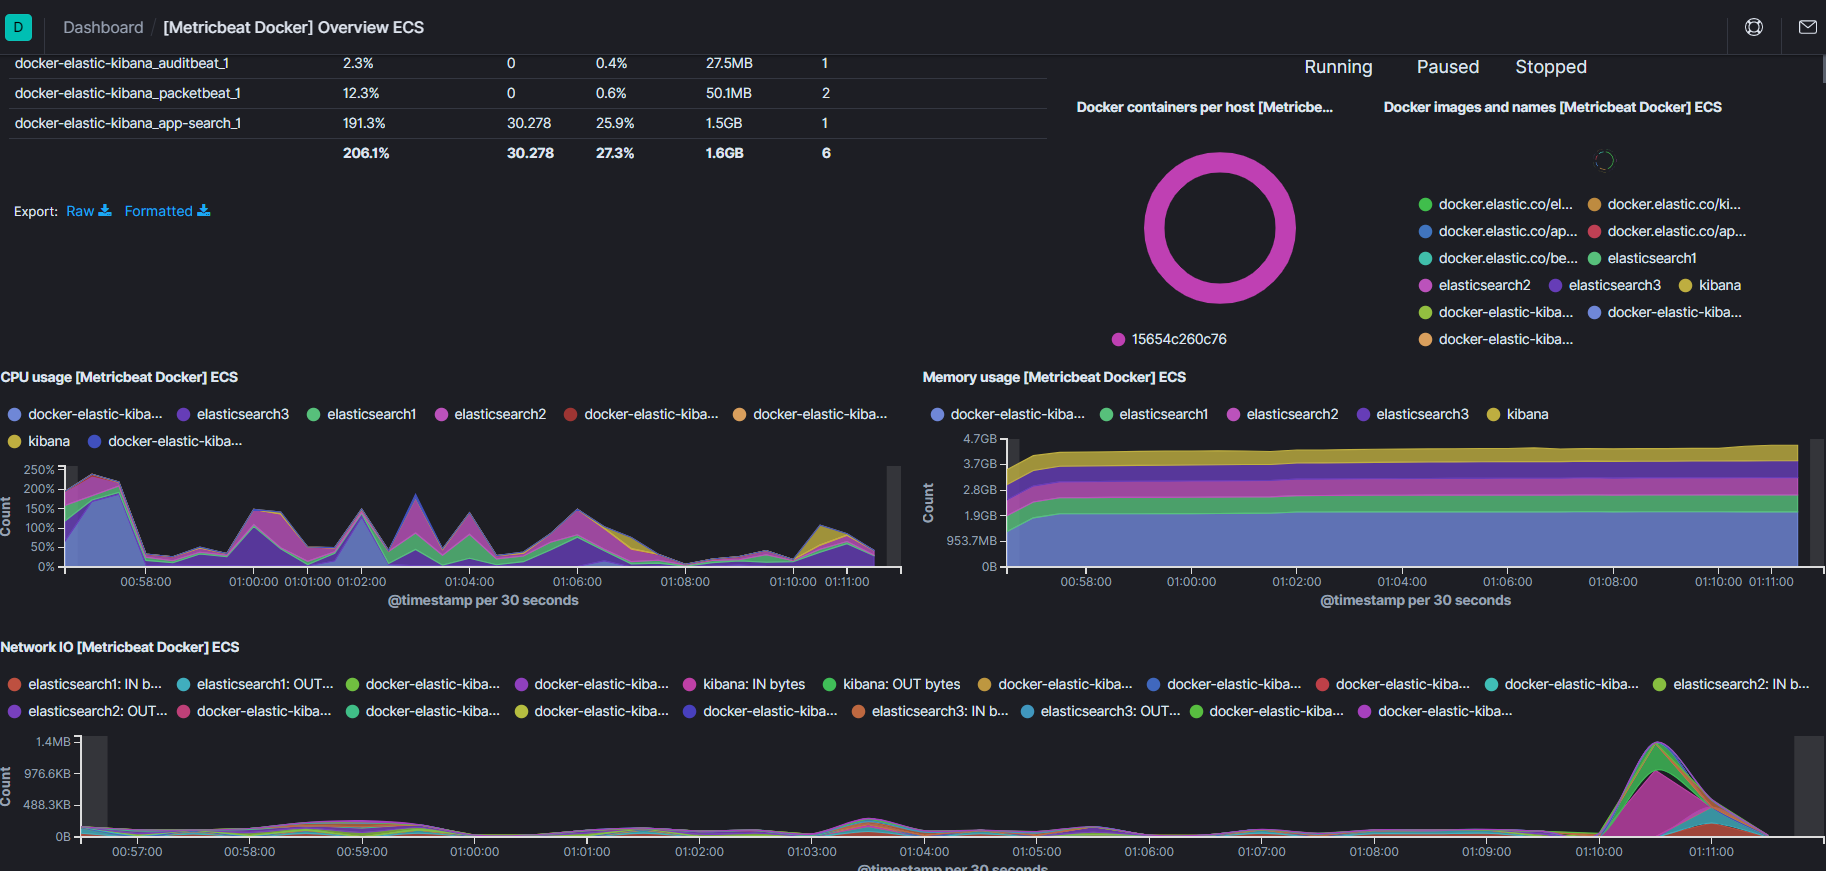 D Dashboard / [Metricbeat Docker] Overview ECS
docker-elastic-kibana_auditbeat_1 2.3% 0 0.4% 27.5MB 1
docker-elastic-kibana_packetbeat_1 12.3% 0 0.6% 50.1MB 2
docker-elastic-kibana_app-search_1 191.3% 30.278 25.9% 1.5GB 1
206.1% 30.278 27.3% 1.6GB 6
Export: Raw Formatted
Running Paused Stopped
Docker containers per host [Metricbe...
15654c260c76
Docker images and names [Metricbeat Docker] ECS
docker.elastic.co/el... docker.elastic.co/ki...
docker.elastic.co/ap... docker.elastic.co/ap...
docker.elastic.co/be... elasticsearch1
elasticsearch2 elasticsearch3 kibana
docker-elastic-kiba... docker-elastic-kiba...
docker-elastic-kiba...
CPU usage [Metricbeat Docker] ECS
docker-elastic-kiba... elasticsearch3 elasticsearch1 elasticsearch2 docker-elastic-kiba... docker-elastic-kiba...
kibana docker-elastic-kiba...
250%
200%
150%
100%
50%
0%
Count
00:58:00 01:00:00 01:01:00 01:02:00 01:04:00 01:06:00 01:08:00 01:10:00 01:11:00
@timestamp per 30 seconds
Memory usage [Metricbeat Docker] ECS
docker-elastic-kiba... elasticsearch1 elasticsearch2 elasticsearch3 kibana
4.7GB
3.7GB
2.8GB
1.9GB
953.7MB
0B
Count
00:58:00 01:00:00 01:02:00 01:04:00 01:06:00 01:08:00 01:10:00 01:11:00
@timestamp per 30 seconds
Network IO [Metricbeat Docker] ECS
elasticsearch1: IN b... elasticsearch1: OUT... docker-elastic-kiba... docker-elastic-kiba... kibana: IN bytes kibana: OUT bytes docker-elastic-kiba... docker-elastic-kiba... docker-elastic-kiba... docker-elastic-kiba... elasticsearch2: IN b...
elasticsearch2: OUT... docker-elastic-kiba... docker-elastic-kiba... docker-elastic-kiba... docker-elastic-kiba... elasticsearch3: IN b... elasticsearch3: OUT... docker-elastic-kiba... docker-elastic-kiba...
1.4MB
976.6KB
488.3KB
0B
Count
00:57:00 00:58:00 00:59:00 01:00:00 01:01:00 01:02:00 01:03:00 01:04:00 01:05:00 01:06:00 01:07:00 01:08:00 01:09:00 01:10:00 01:11:00
@timestamp per 30 seconds